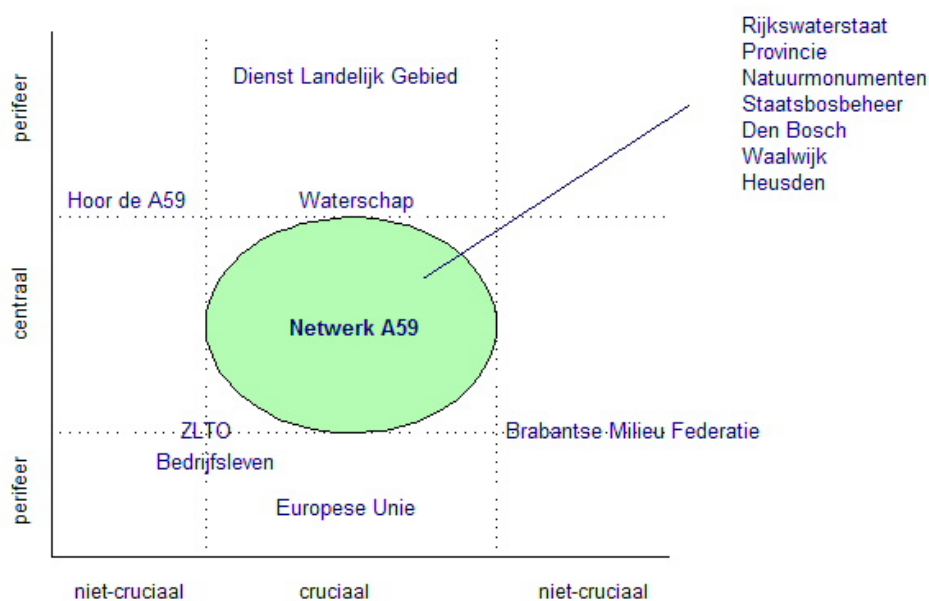 Rijkswaterstaat
Provincie
Natuurmonumenten
Staatsbosbeheer
Den Bosch
Waalwijk
Heusden
perifeer
Dienst Landelijk Gebied
Hoor de A59
Waterschap
centraal
Netwerk A59
ZLTO
Brabantse Milieu Federatie
Bedrijfsleven
perifeer
Europese Unie
niet-cruciaal
cruciaal
niet-cruciaal